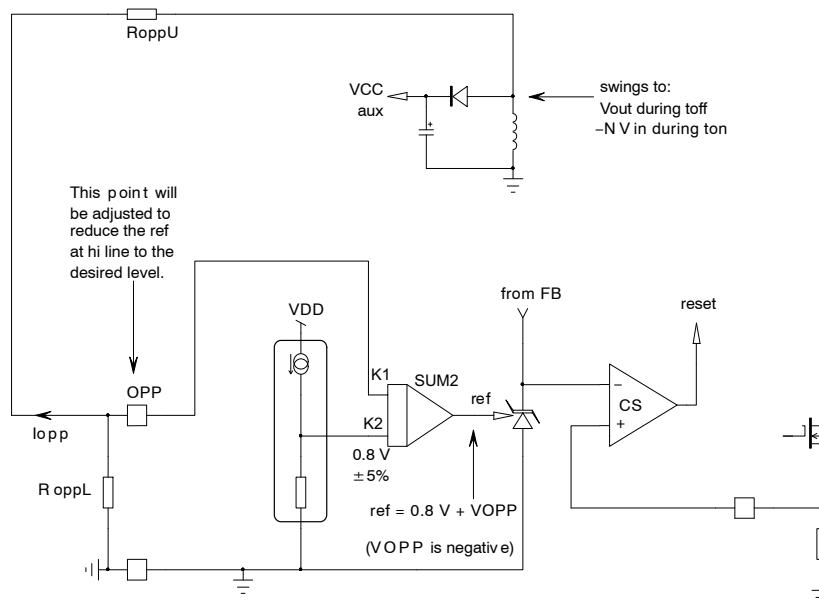 RoppU
VCC
aux
swings to:
Vout during toff
−N V in during ton
This point will
be adjusted to
reduce the ref
at hi line to the
desired level.
from FB
reset
VDD
OPP
K1
SUM2
ref
CS
−
+
Iopp
K2
0.8 V
±5%
R oppL
ref = 0.8 V + VOPP
(VOPP is negative)
+